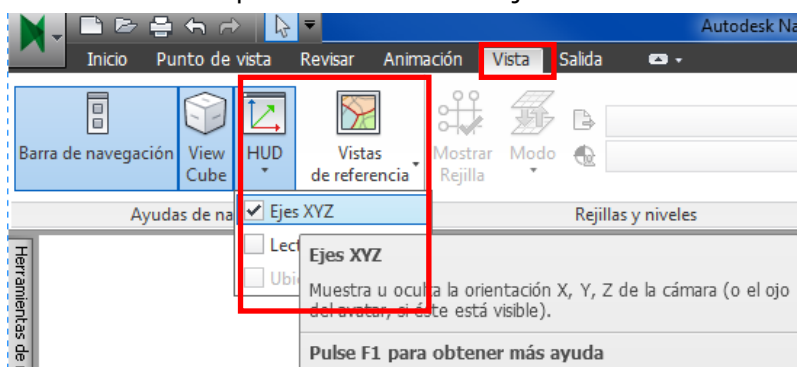 Autodesk Na
Inicio Punto de vista Revisar Animación Vista Salida
Barra de navegación
View
Cube
HUD
Vistas
de referencia
Mostrar
Rejilla
Modo
Ayudas de na
Rejillas y niveles
Ejes XYZ
Lect
Ubi
Ejes XYZ
Muestra u oculta la orientación X, Y, Z de la cámara (o el ojo
del avatar, si éste está visible).
Pulse F1 para obtener más ayuda
Herramientas de